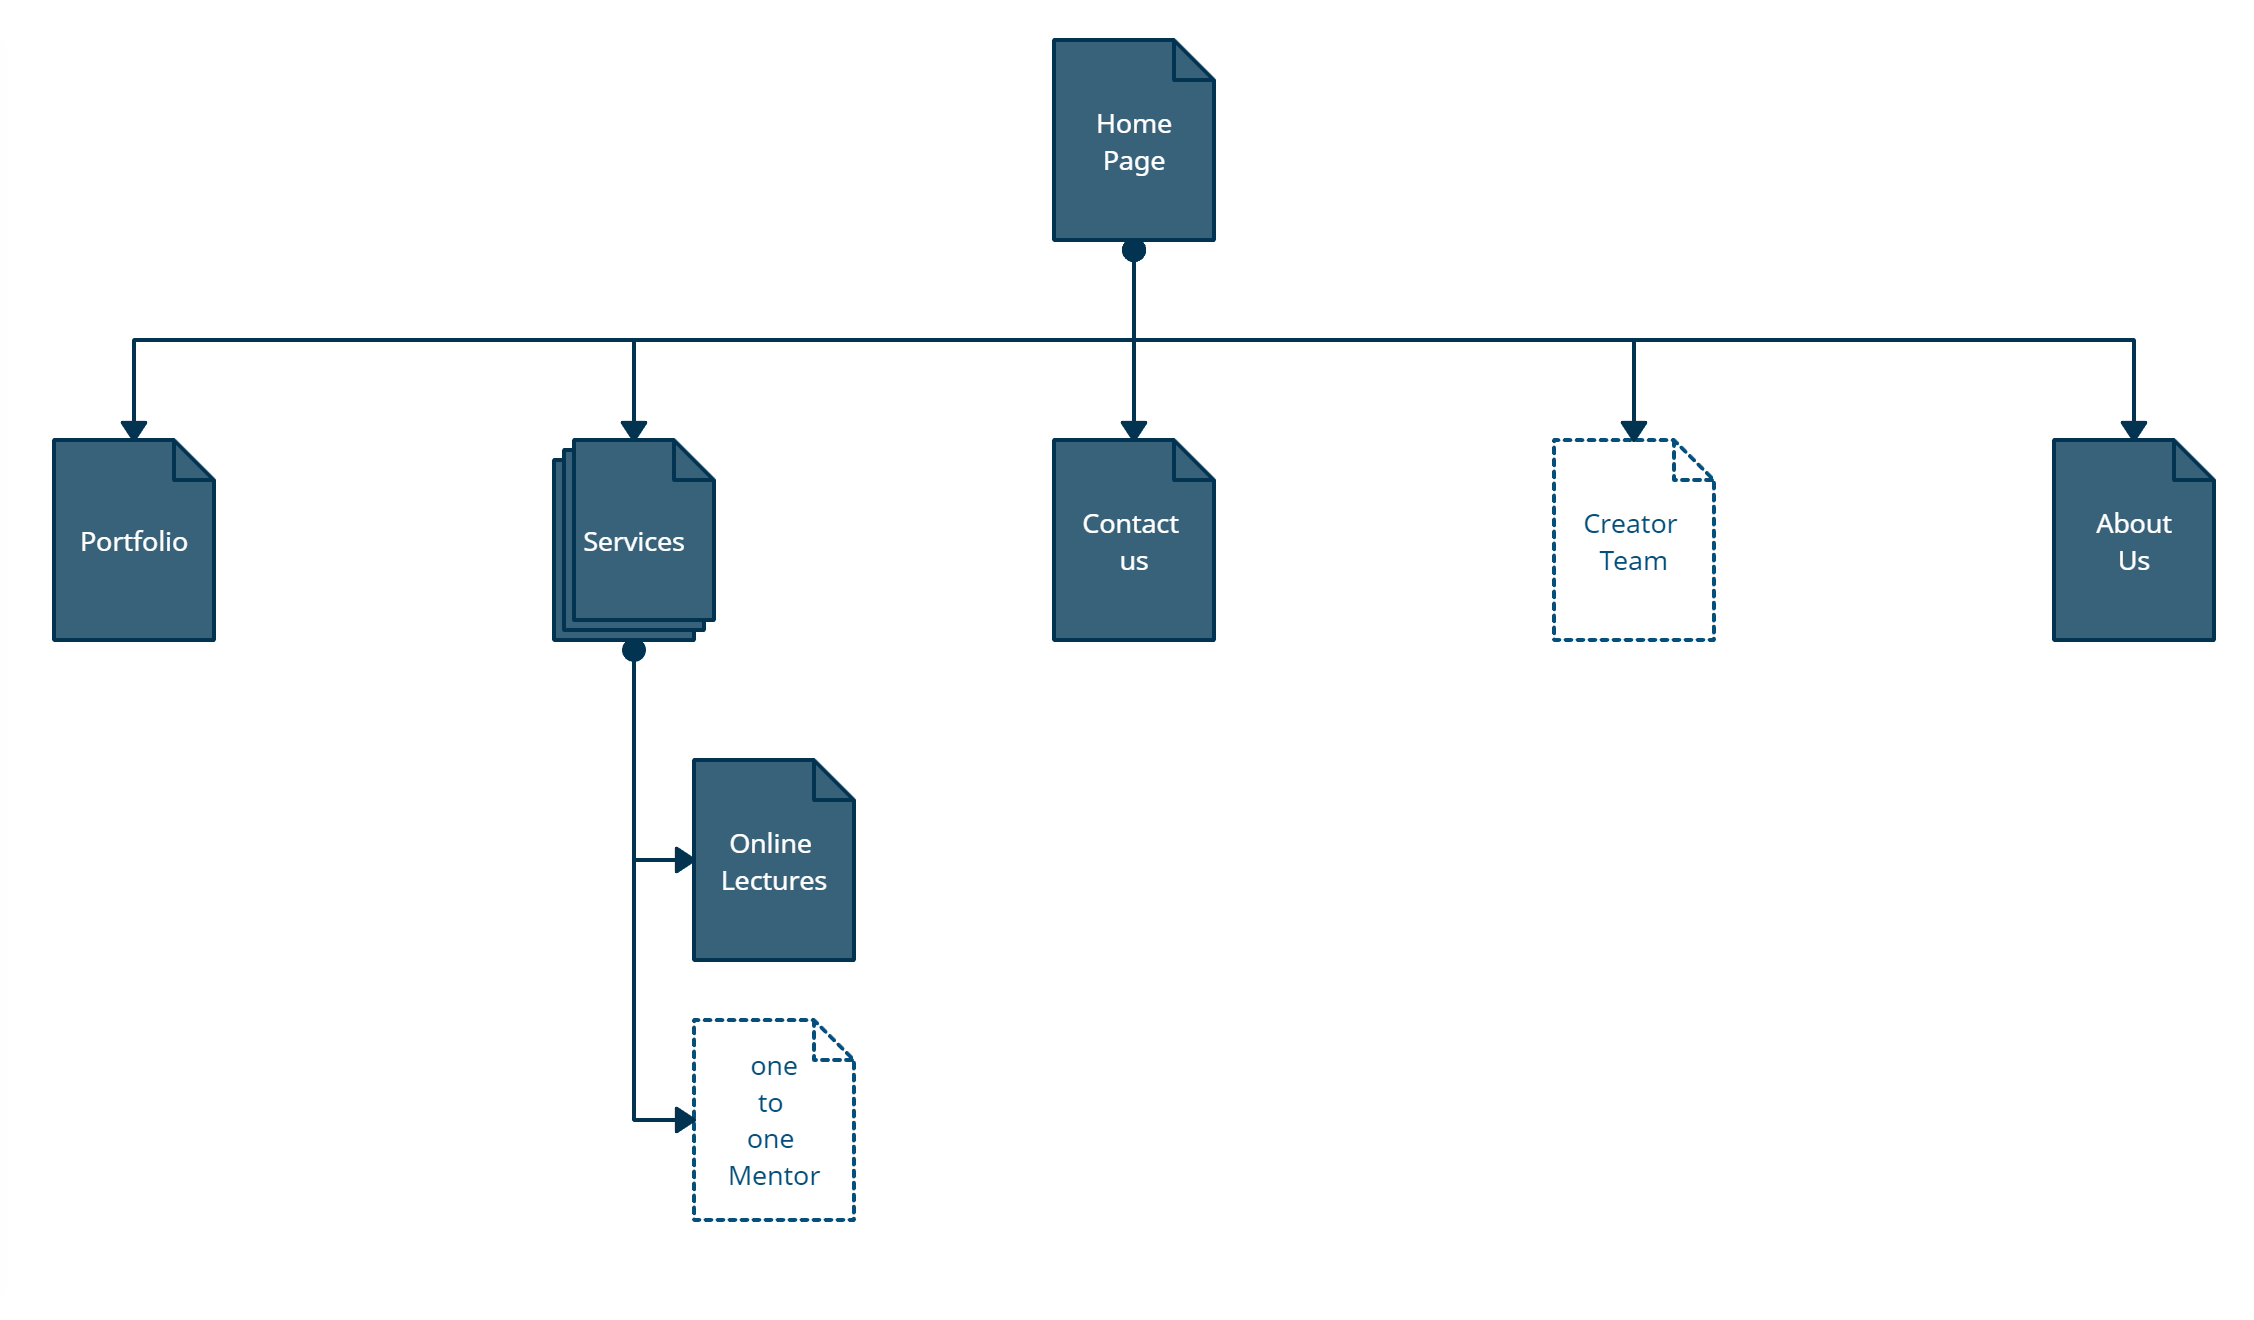 Home
Page
Portfolio
Services
Contact
us
Creator
Team
About
Us
Online
Lectures
one
to
one
Mentor